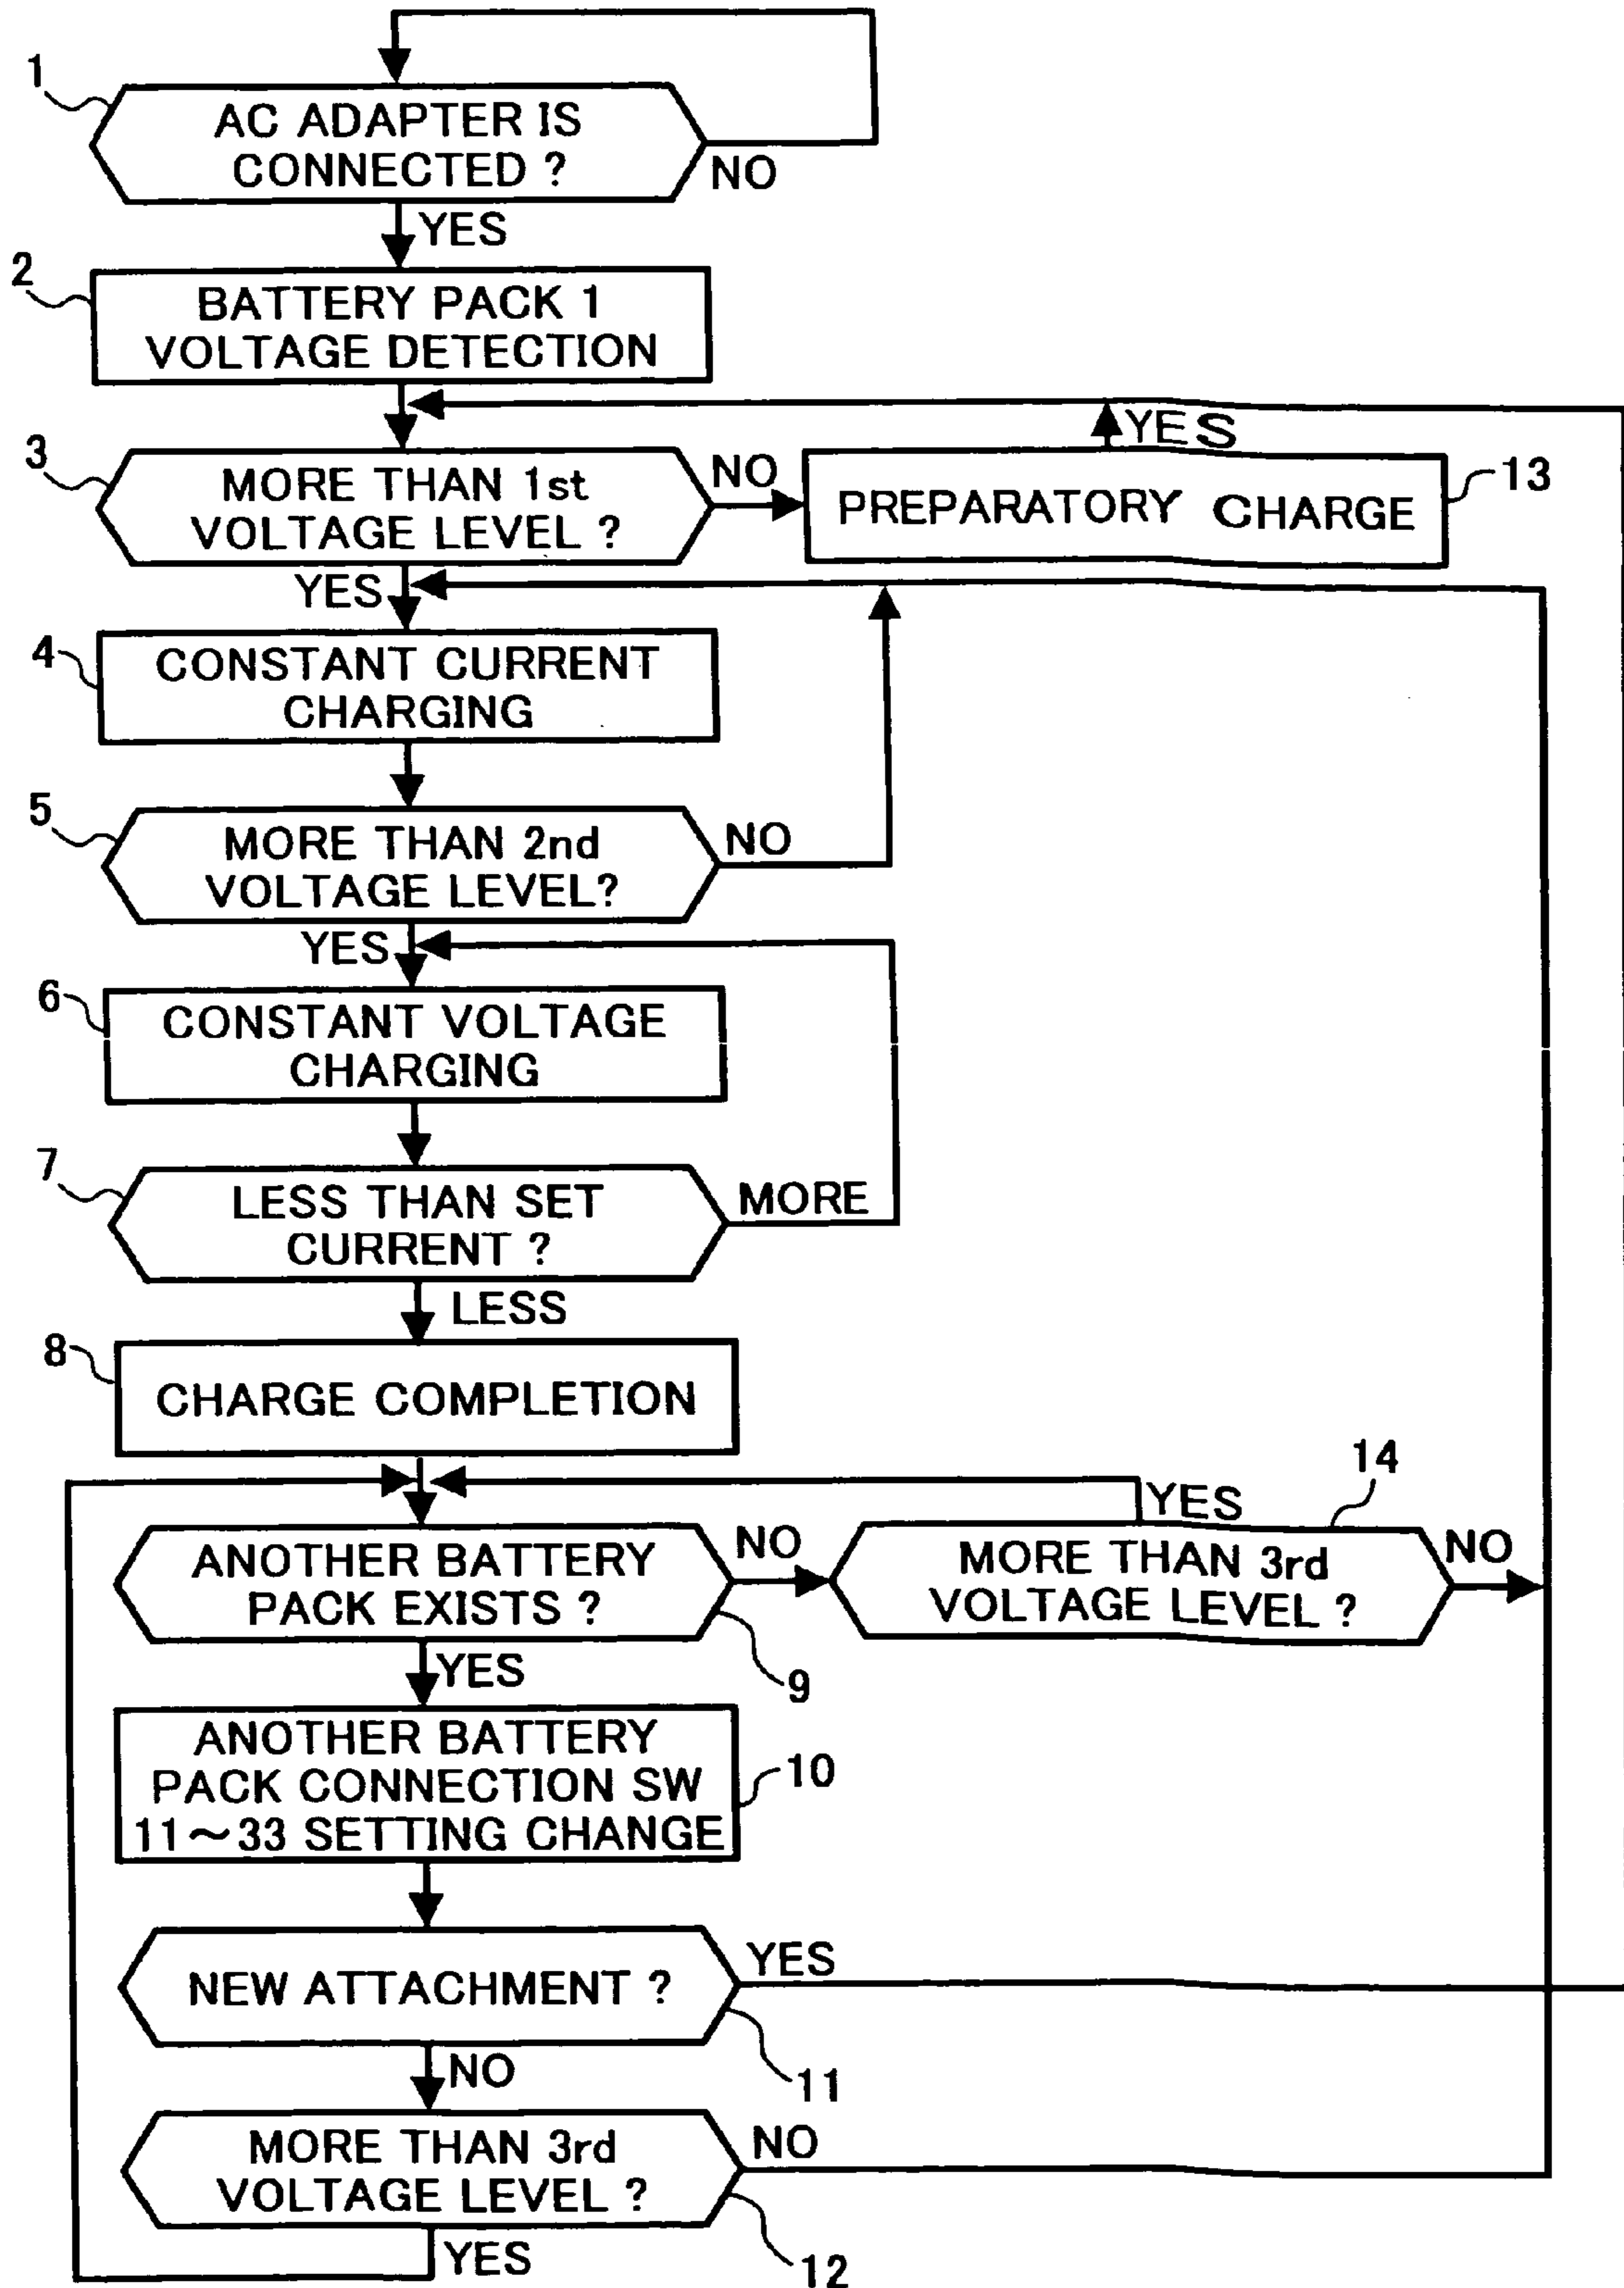 1
AC ADAPTER IS
CONNECTED ?
NO
YES
2
BATTERY PACK 1
VOLTAGE DETECTION
YES
3
MORE THAN 1st
VOLTAGE LEVEL ?
NO
PREPARATORY CHARGE
13
YES
4
CONSTANT CURRENT
CHARGING
5
MORE THAN 2nd
VOLTAGE LEVEL?
NO
YES
6
CONSTANT VOLTAGE
CHARGING
7
LESS THAN SET
CURRENT ?
MORE
LESS
8
CHARGE COMPLETION
14
YES
ANOTHER BATTERY
PACK EXISTS ?
NO
MORE THAN 3rd
VOLTAGE LEVEL ?
NO
YES
9
ANOTHER BATTERY
PACK CONNECTION SW
11~33 SETTING CHANGE
10
NEW ATTACHMENT ?
YES
11
NO
MORE THAN 3rd
VOLTAGE LEVEL ?
NO
12
YES